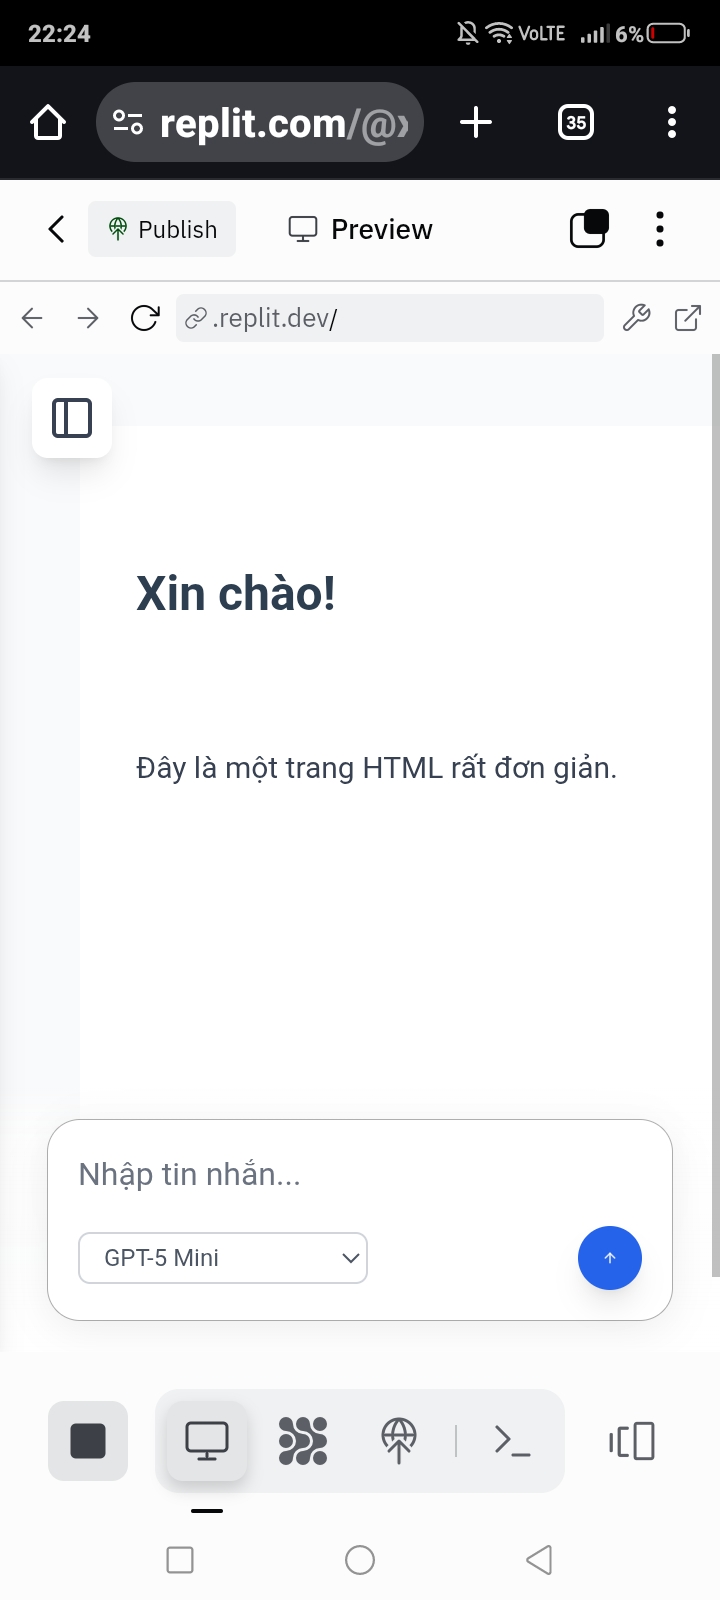 22:24
VoLTE 6%
replit.com/@
35
Publish
Preview
.replit.dev/
Xin chào!
Đây là một trang HTML rất đơn giản.
Nhập tin nhắn...
GPT-5 Mini